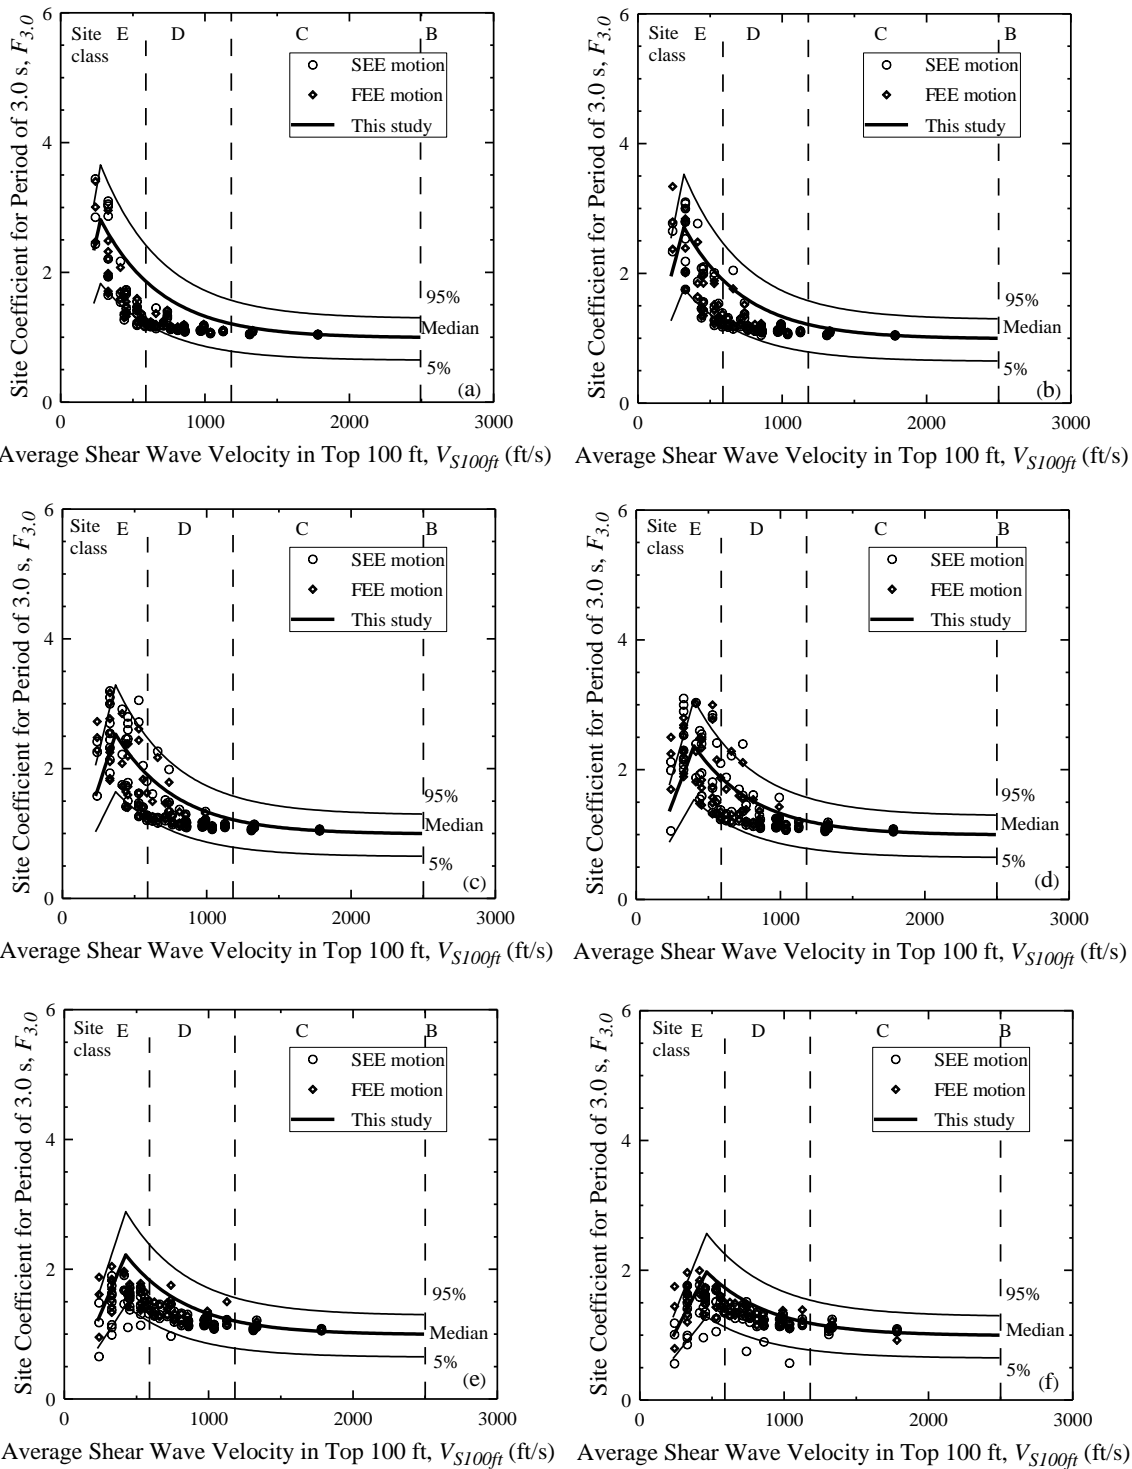 Site Coefficient for Period of 3.0 s, F3.0
6
4
2
0
Site class
E
D
C
B
SEE motion
FEE motion
This study
95%
Median
5%
(a)
0 1000 2000 3000
Average Shear Wave Velocity in Top 100 ft, VS100ft (ft/s)
Site Coefficient for Period of 3.0 s, F3.0
6
4
2
0
Site class
E
D
C
B
SEE motion
FEE motion
This study
95%
Median
5%
(b)
0 1000 2000 3000
Average Shear Wave Velocity in Top 100 ft, VS100ft (ft/s)
Site Coefficient for Period of 3.0 s, F3.0
6
4
2
0
Site class
E
D
C
B
SEE motion
FEE motion
This study
95%
Median
5%
(c)
0 1000 2000 3000
Average Shear Wave Velocity in Top 100 ft, VS100ft (ft/s)
Site Coefficient for Period of 3.0 s, F3.0
6
4
2
0
Site class
E
D
C
B
SEE motion
FEE motion
This study
95%
Median
5%
(d)
0 1000 2000 3000
Average Shear Wave Velocity in Top 100 ft, VS100ft (ft/s)
Site Coefficient for Period of 3.0 s, F3.0
6
4
2
0
Site class
E
D
C
B
SEE motion
FEE motion
This study
95%
Median
5%
(e)
0 1000 2000 3000
Average Shear Wave Velocity in Top 100 ft, VS100ft (ft/s)
Site Coefficient for Period of 3.0 s, F3.0
6
4
2
0
Site class
E
D
C
B
SEE motion
FEE motion
This study
95%
Median
5%
(f)
0 1000 2000 3000
Average Shear Wave Velocity in Top 100 ft, VS100ft (ft/s)